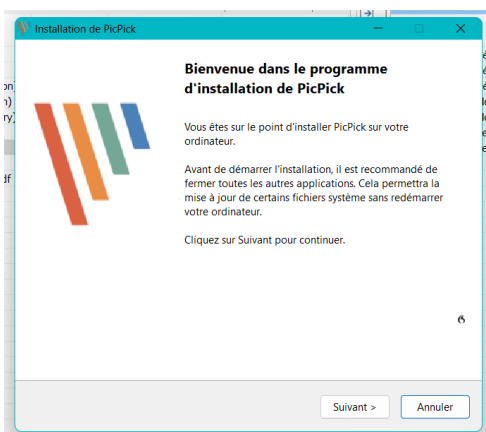 Installation de PicPick
Bienvenue dans le programme
d'installation de PicPick
Vous êtes sur le point d'installer PicPick sur votre
ordinateur.
Avant de démarrer l'installation, il est recommandé de
fermer toutes les autres applications. Cela permettra la
mise à jour de certains fichiers système sans redémarrer
votre ordinateur.
Cliquez sur Suivant pour continuer.
Suivant >
Annuler